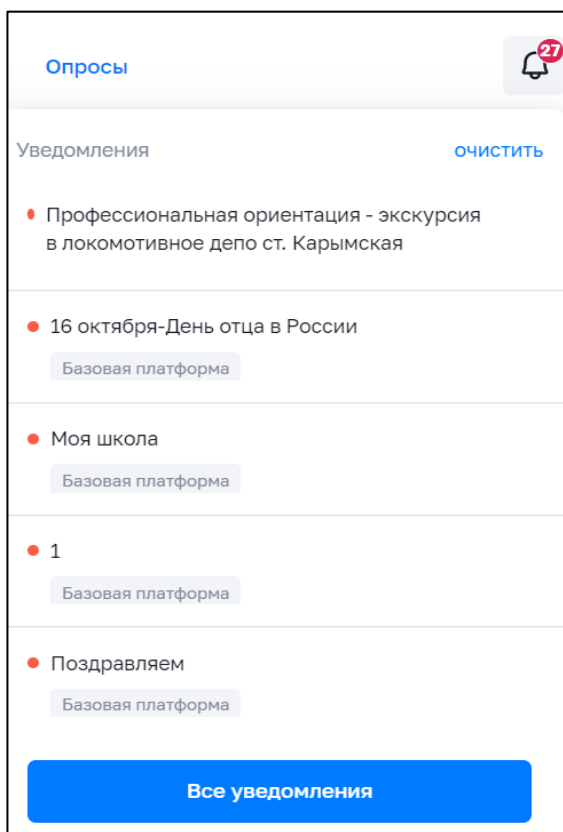 Опросы
27
Уведомления
очистить
Профессиональная ориентация - экскурсия
в локомотивное депо ст. Карымская
16 октября-День отца в России
Базовая платформа
Моя школа
Базовая платформа
1
Базовая платформа
Поздравляем
Базовая платформа
Все уведомления